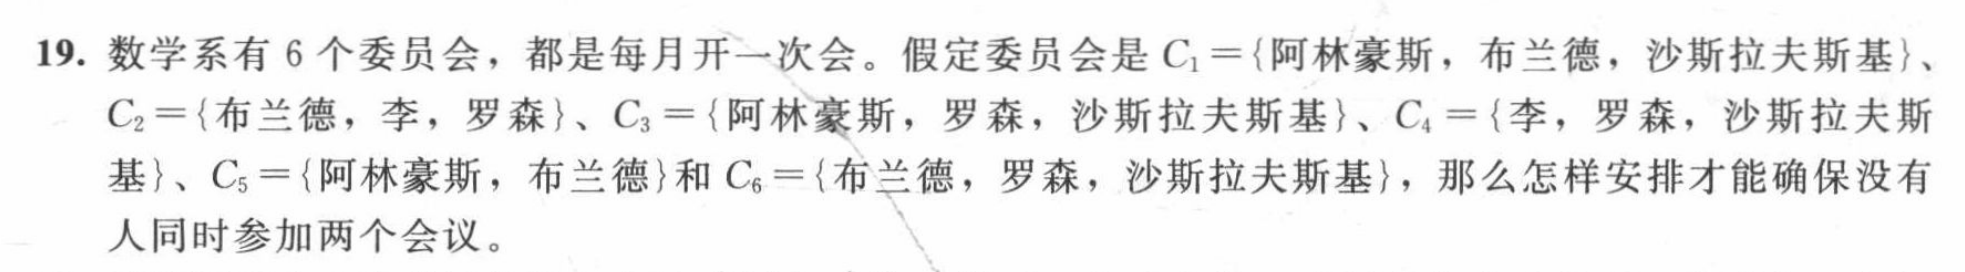 19. 数学系有 6 个委员会，都是每月开一次会。假定委员会是 C₁＝{阿林豪斯，布兰德，沙斯拉夫斯基}、
C₂＝{布兰德，李，罗森}、C₃＝{阿林豪斯，罗森，沙斯拉夫斯基}、C₄＝{李，罗森，沙斯拉夫斯
基}、C₅＝{阿林豪斯，布兰德}和 C₆＝{布兰德，罗森，沙斯拉夫斯基}，那么怎样安排才能确保没有
人同时参加两个会议。